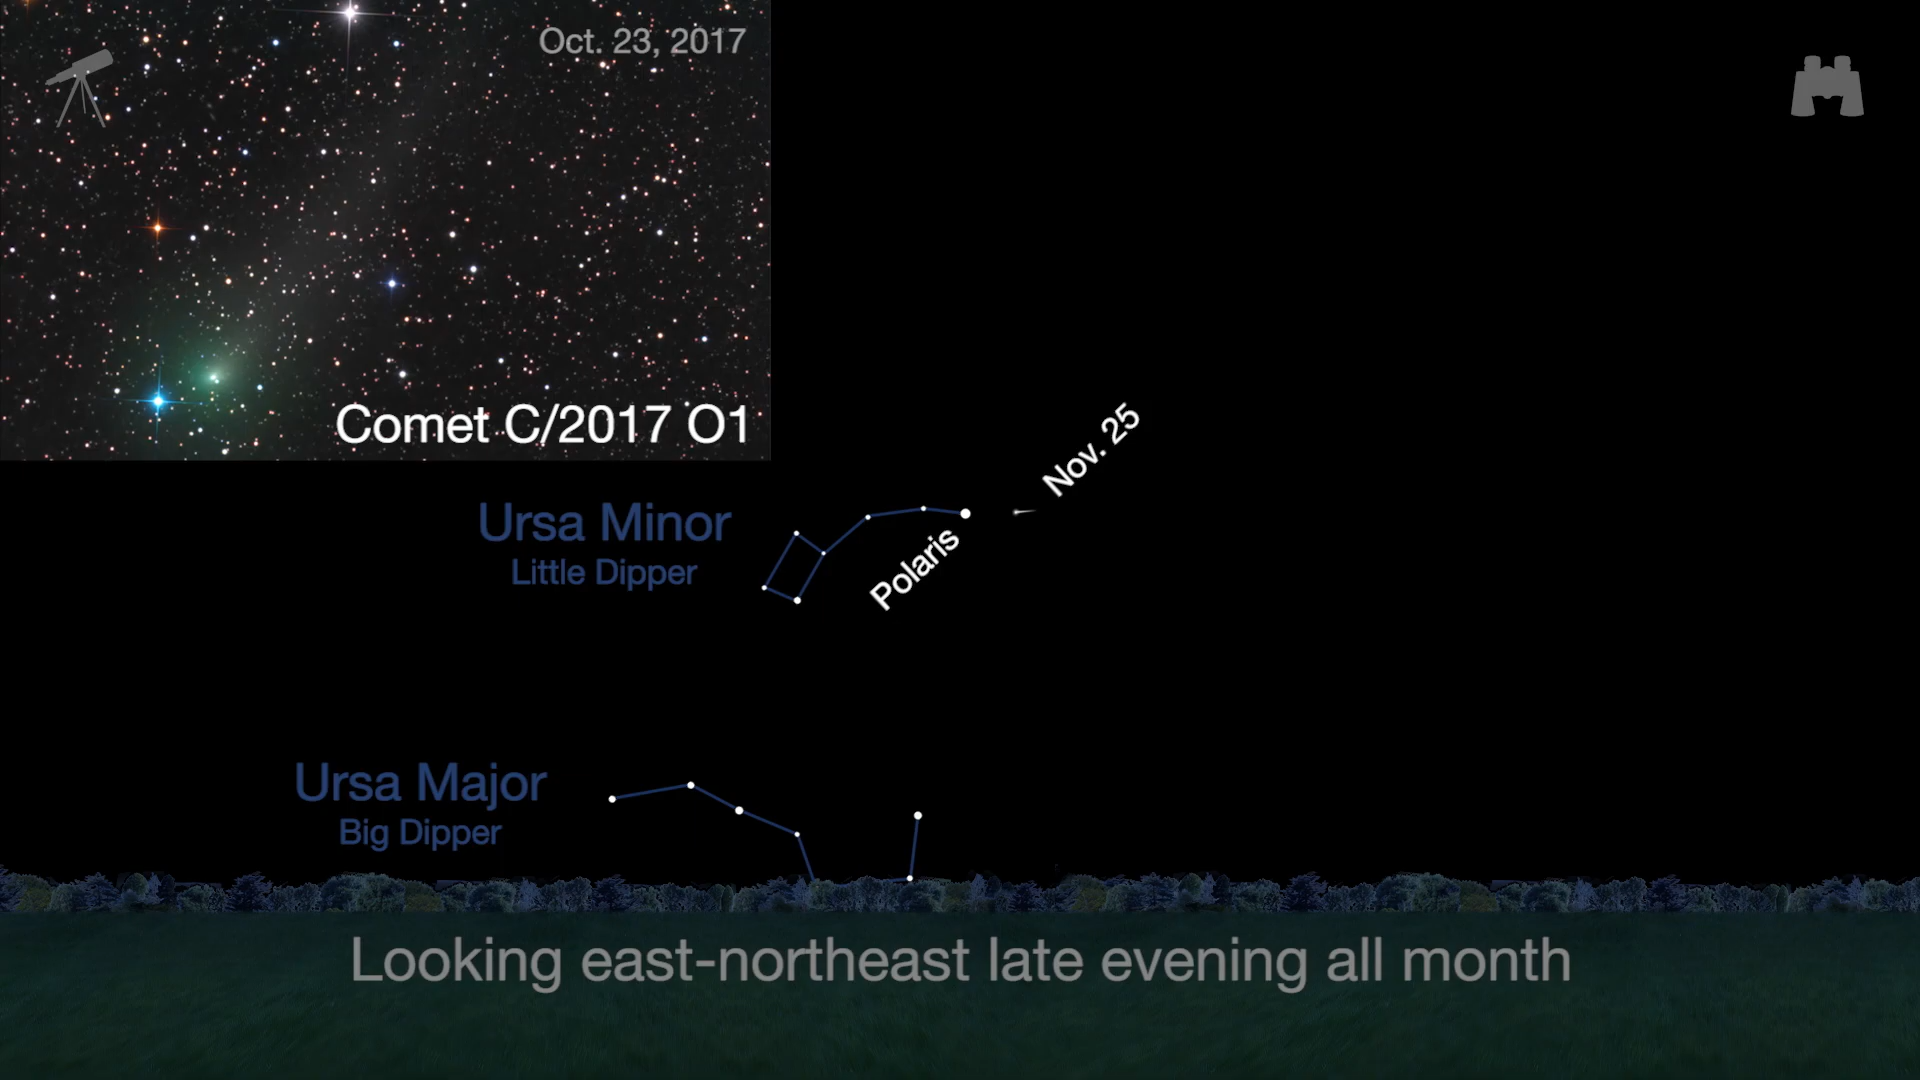 Oct. 23, 2017
Comet C/2017 O1
Nov. 25
Ursa Minor
Little Dipper
Polaris
Ursa Major
Big Dipper
Looking east-northeast late evening all month